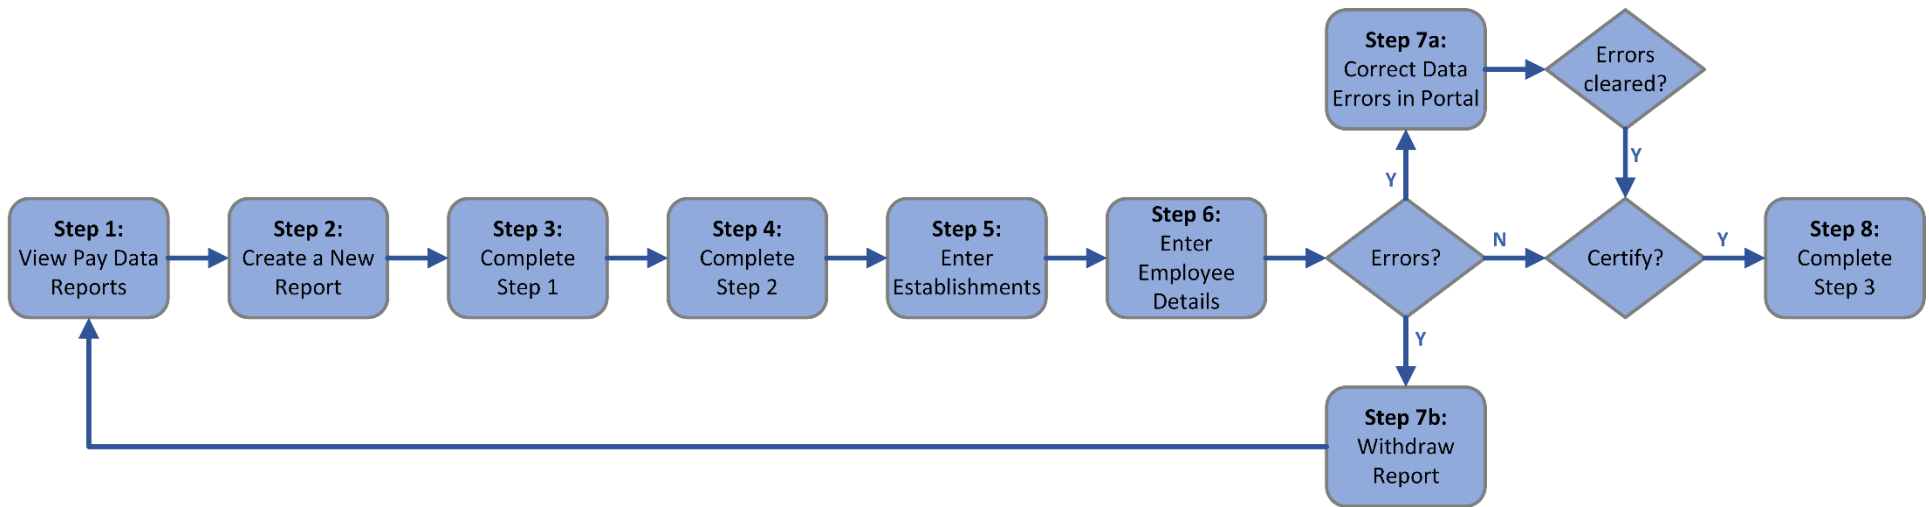 Step 1:
View Pay Data
Reports
Step 2:
Create a New
Report
Step 3:
Complete
Step 1
Step 4:
Complete
Step 2
Step 5:
Enter
Establishments
Step 6:
Enter
Employee
Details
Errors?
Y
Step 7a:
Correct Data
Errors in Portal
Errors
cleared?
Y
N
Certify?
Y
Step 8:
Complete
Step 3
Y
Step 7b:
Withdraw
Report